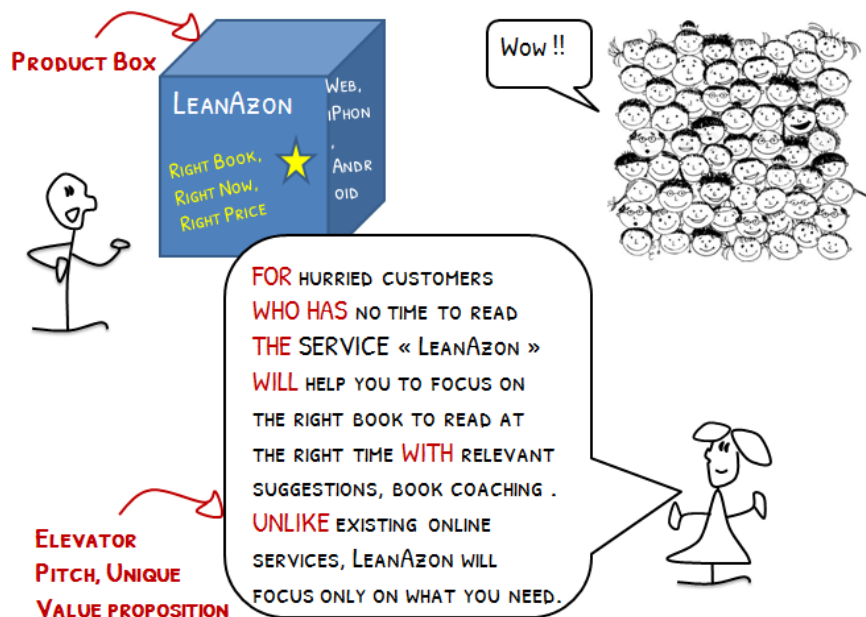 Product Box
LeanAzon
Right Book,
Right Now,
Right Price
Web,
iPhon
,
Andr
oid
Wow !!
FOR HURRIED CUSTOMERS
WHO HAS NO TIME TO READ
THE SERVICE « LeanAzon »
WILL HELP YOU TO FOCUS ON
THE RIGHT BOOK TO READ AT
THE RIGHT TIME WITH RELEVANT
SUGGESTIONS, BOOK COACHING .
UNLIKE EXISTING ONLINE
SERVICES, LeanAzon WILL
FOCUS ONLY ON WHAT YOU NEED.
Elevator
Pitch, Unique
Value proposition